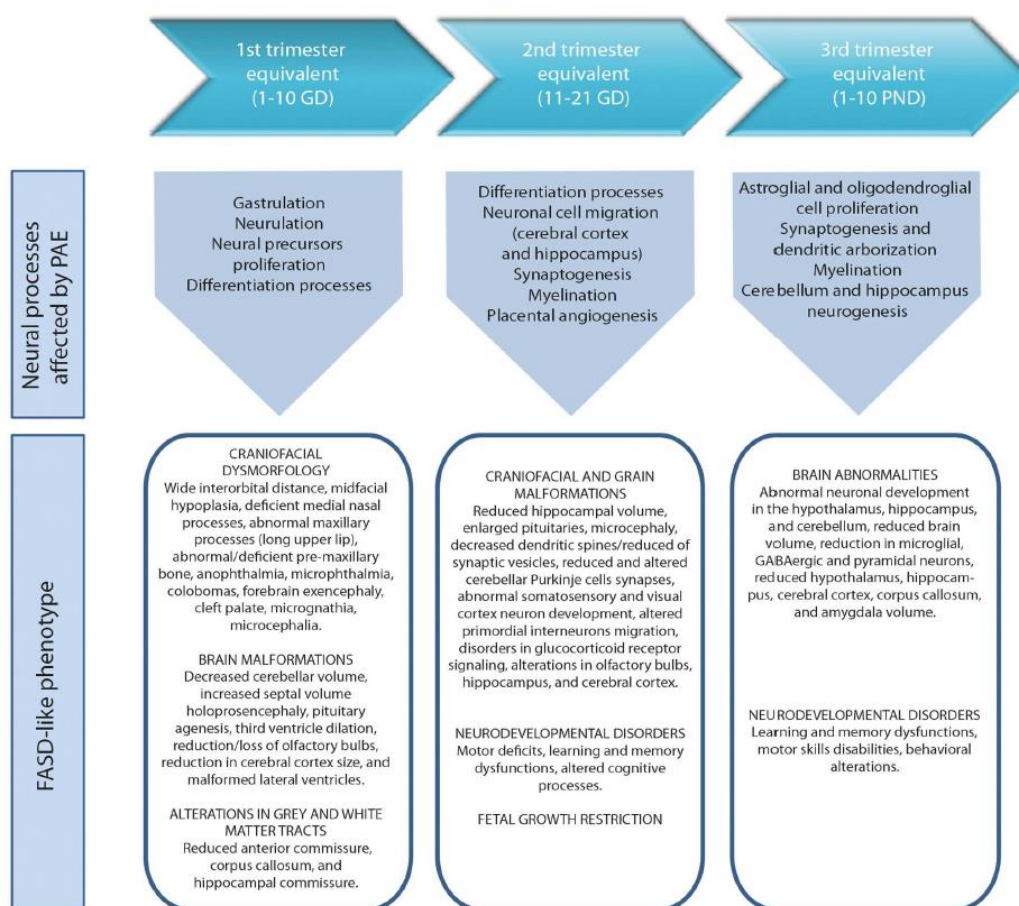 1st trimester
equivalent
(1-10 GD)
2nd trimester
equivalent
(11-21 GD)
3rd trimester
equivalent
(1-10 PND)
Neural processes
affected by PAE
Gastrulation
Neurulation
Neural precursors
proliferation
Differentiation processes
Differentiation processes
Neuronal cell migration
(cerebral cortex
and hippocampus)
Synaptogenesis
Myelination
Placental angiogenesis
Astroglial and oligodendroglial
cell proliferation
Synaptogenesis and
dendritic arborization
Myelination
Cerebellum and hippocampus
neurogenesis
FASD-like phenotype
CRANIOFACIAL
DYSMORFOLOGY
Wide interorbital distance, midfacial
hypoplasia, deficient medial nasal
processes, abnormal maxillary
processes (long upper lip),
abnormal/deficient pre-maxillary
bone, anophthalmia, microphthalmia,
colobomas, forebrain exencephaly,
cleft palate, micrognathia,
microcephalia.
BRAIN MALFORMATIONS
Decreased cerebellar volume,
increased septal volume
holoprosencephaly, pituitary
agenesis, third ventricle dilation,
reduction/loss of olfactory bulbs,
reduction in cerebral cortex size, and
malformed lateral ventricles.
ALTERATIONS IN GREY AND WHITE
MATTER TRACTS
Reduced anterior commissure,
corpus callosum, and
hippocampal commissure.
CRANIOFACIAL AND GRAIN
MALFORMATIONS
Reduced hippocampal volume,
enlarged pituitaries, microcephaly,
decreased dendritic spines/reduced of
synaptic vesicles, reduced and altered
cerebellar Purkinje cells synapses,
abnormal somatosensory and visual
cortex neuron development, altered
primordial interneurons migration,
disorders in glucocorticoid receptor
signaling, alterations in olfactory bulbs,
hippocampus, and cerebral cortex.
NEURODEVELOPMENTAL DISORDERS
Motor deficits, learning and memory
dysfunctions, altered cognitive
processes.
FETAL GROWTH RESTRICTION
BRAIN ABNORMALITIES
Abnormal neuronal development
in the hypothalamus, hippocampus,
and cerebellum, reduced brain
volume, reduction in microglial,
GABAergic and pyramidal neurons,
reduced hypothalamus, hippocam-
pus, cerebral cortex, corpus callosum,
and amygdala volume.
NEURODEVELOPMENTAL DISORDERS
Learning and memory dysfunctions,
motor skills disabilities, behavioral
alterations.